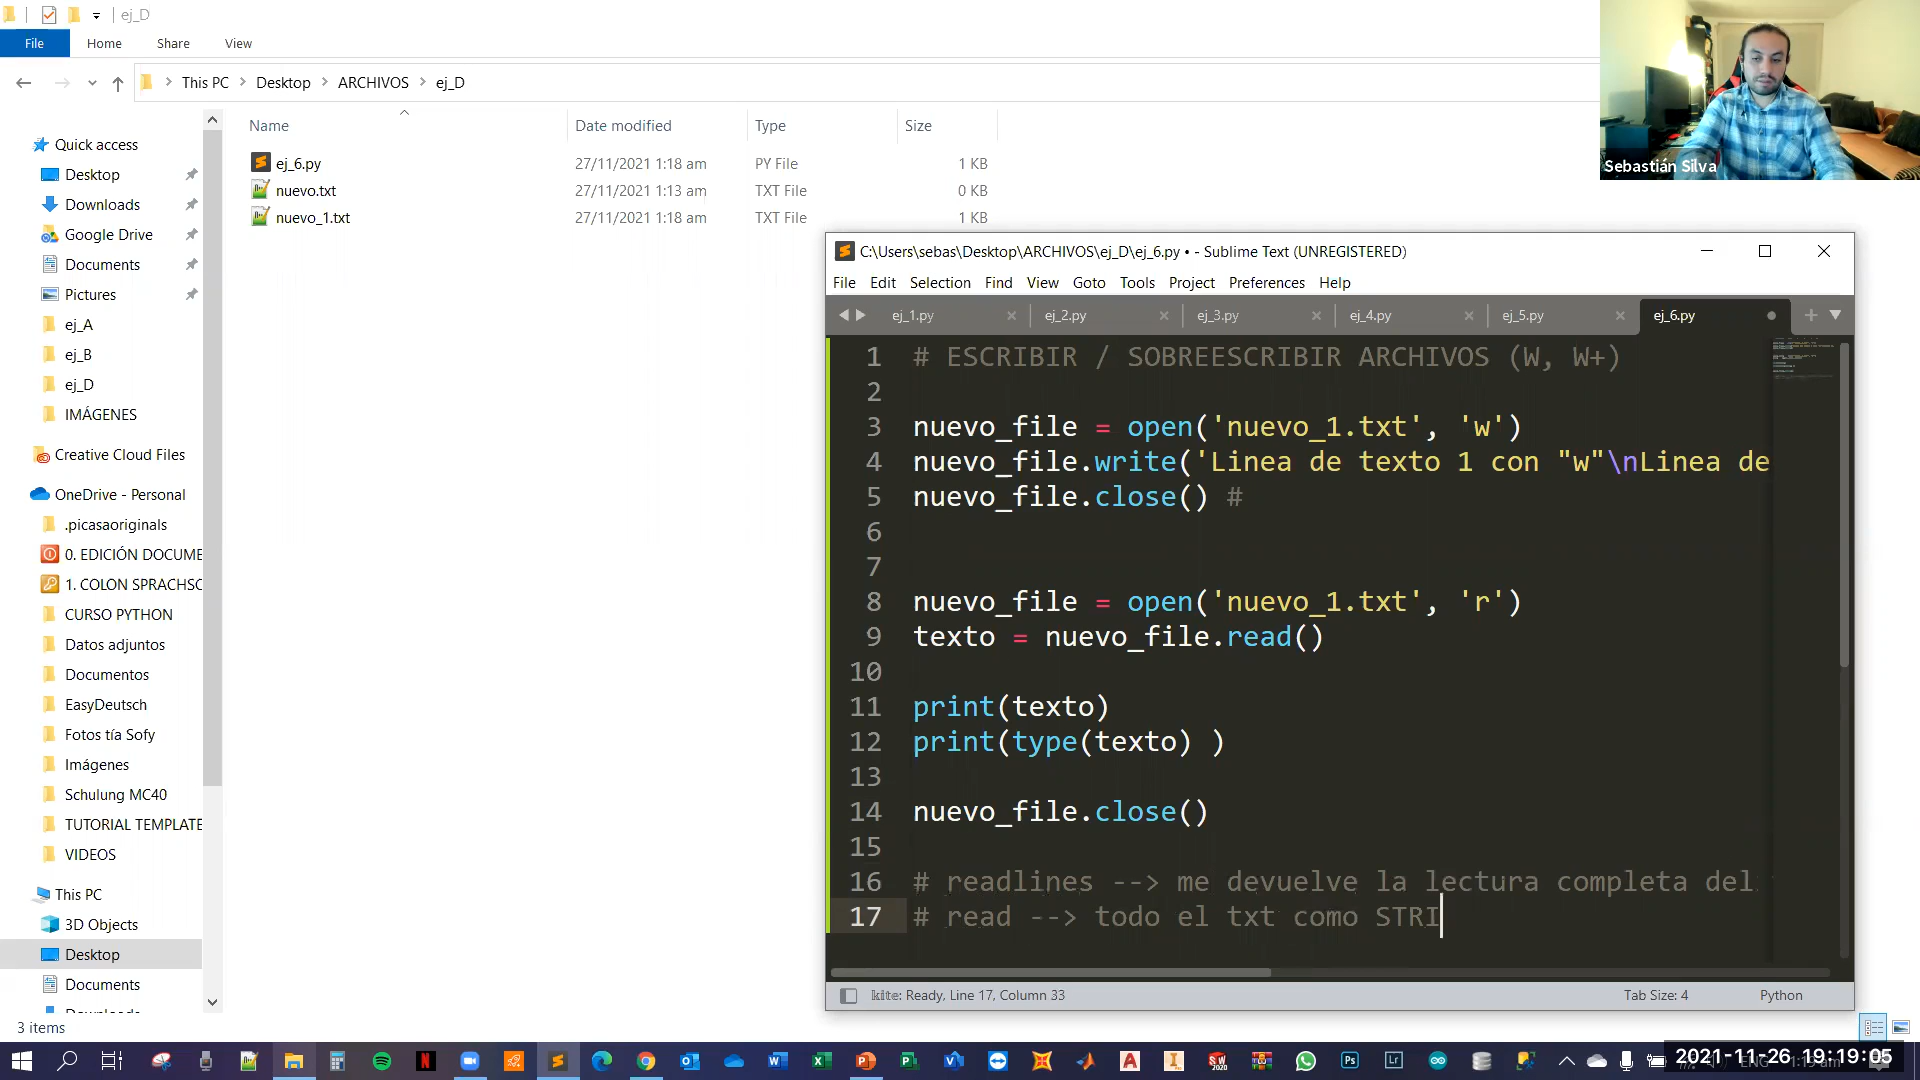 ej_D
File Home Share View
This PC Desktop ARCHIVOS ej_D
Name Date modified Type Size
ej_6.py 27/11/2021 1:18 am PY File 1 KB
nuevo.txt 27/11/2021 1:13 am TXT File 0 KB
nuevo_1.txt 27/11/2021 1:18 am TXT File 1 KB
Quick access
Desktop
Downloads
Google Drive
Documents
Pictures
ej_A
ej_B
ej_D
IMÁGENES
Creative Cloud Files
OneDrive - Personal
.picasaoriginals
0. EDICIÓN DOCUME
1. COLON SPRACHSC
CURSO PYTHON
Datos adjuntos
Documentos
EasyDeutsch
Fotos tía Sofy
Imágenes
Schulung MC40
TUTORIAL TEMPLATE
VIDEOS
This PC
3D Objects
Desktop
Documents
3 items
Sebastián Silva
C:\Users\sebas\Desktop\ARCHIVOS\ej_D\ej_6.py • - Sublime Text (UNREGISTERED)
File Edit Selection Find View Goto Tools Project Preferences Help
ej_1.py ej_2.py ej_3.py ej_4.py ej_5.py ej_6.py
1 # ESCRIBIR / SOBREESCRIBIR ARCHIVOS (W, W+)
2
3 nuevo_file = open('nuevo_1.txt', 'w')
4 nuevo_file.write('Linea de texto 1 con "w"\nLinea de
5 nuevo_file.close() #
6
7
8 nuevo_file = open('nuevo_1.txt', 'r')
9 texto = nuevo_file.read()
10
11 print(texto)
12 print(type(texto) )
13
14 nuevo_file.close()
15
16 # readlines --> me devuelve la lectura completa del
17 # read --> todo el txt como STRI
kite: Ready, Line 17, Column 33 Tab Size: 4 Python
2021-11-26 19:19:05